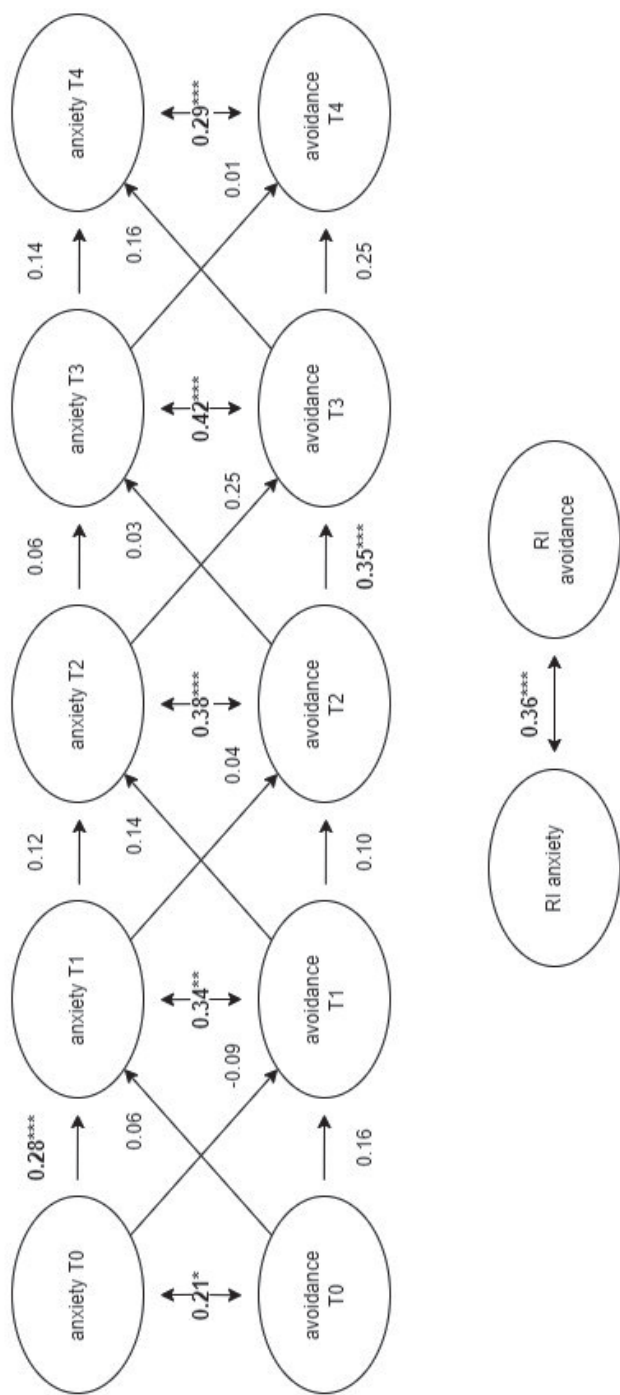 anxiety T0
0.28***
anxiety T1
0.12
anxiety T2
0.06
anxiety T3
0.14
anxiety T4
0.21*
0.06
-0.09
0.34**
0.14
0.04
0.38***
0.03
0.25
0.42***
0.16
0.01
0.29***
avoidance
T0
0.16
avoidance
T1
0.10
avoidance
T2
0.35***
avoidance
T3
0.25
avoidance
T4
RI anxiety
0.36***
RI
avoidance